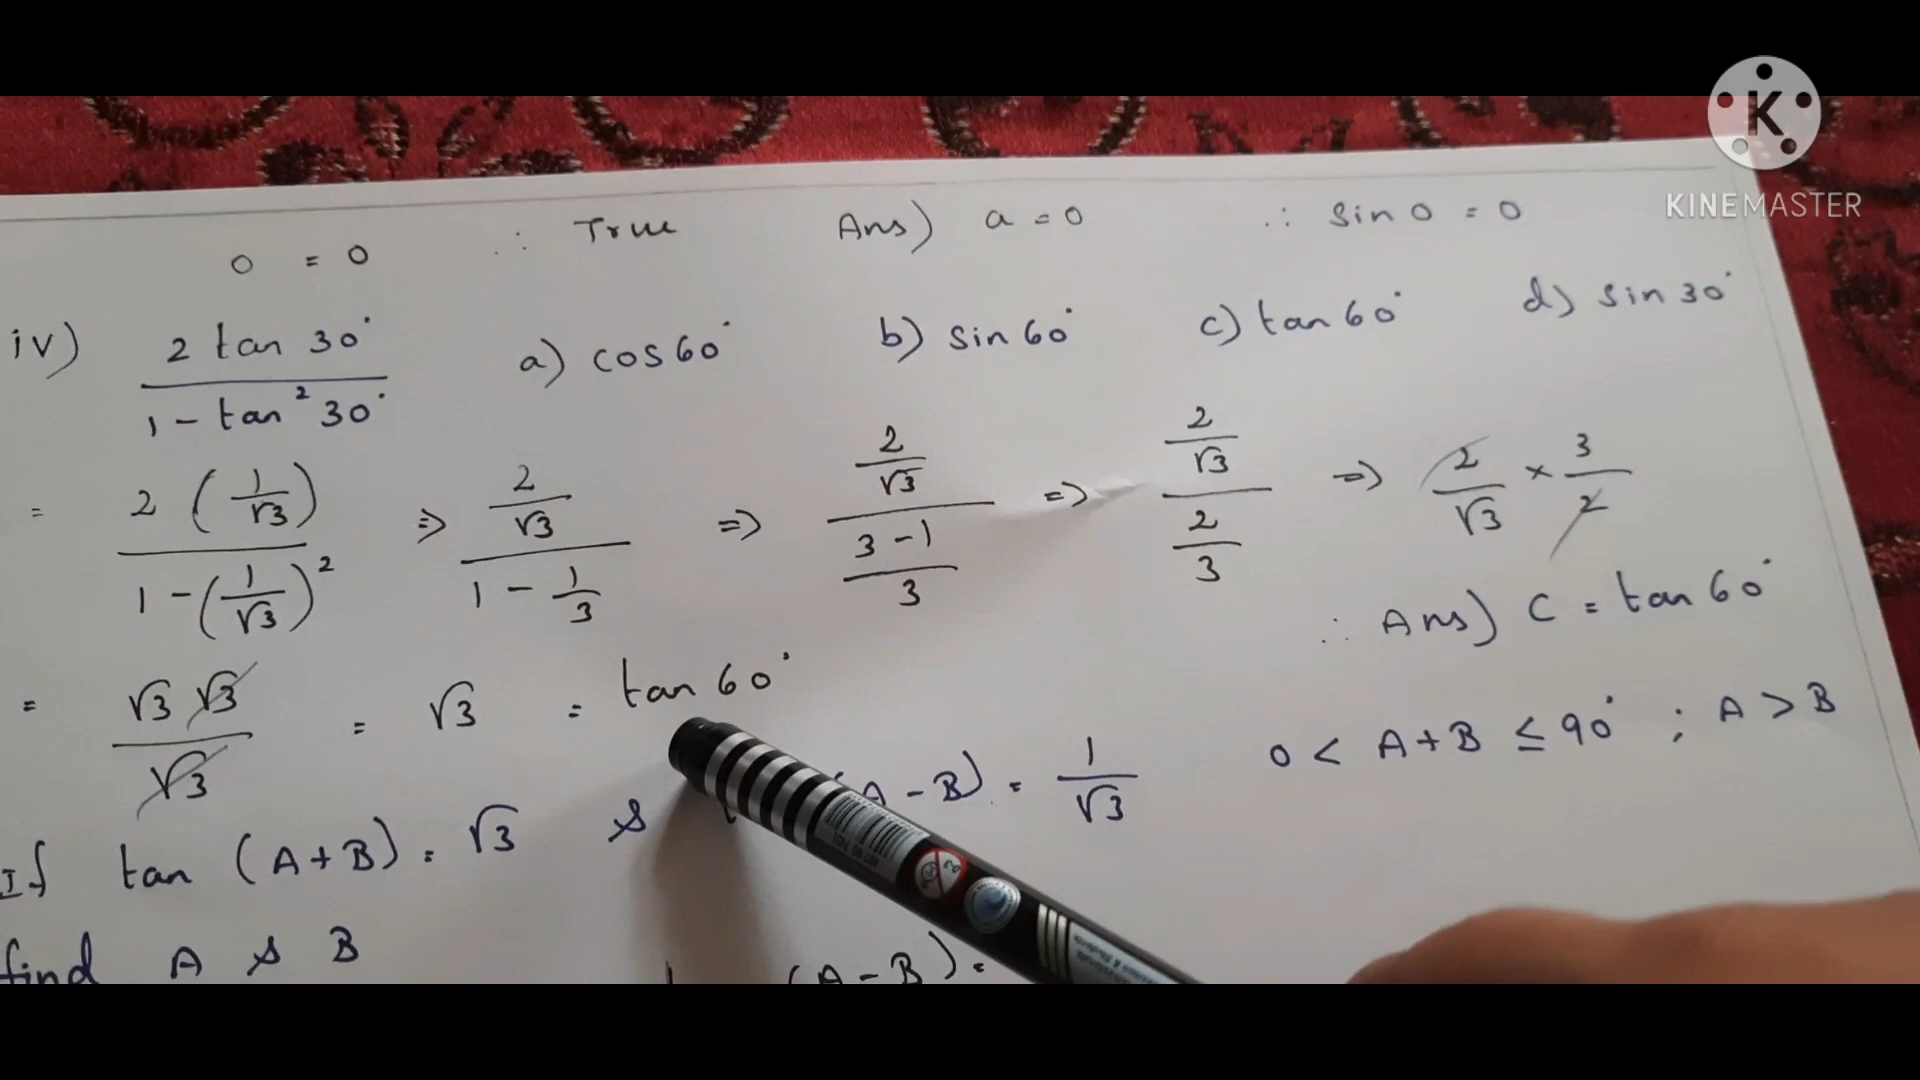 KINEMASTER
0 = 0 ∴ True Ans) a = 0 ∴ sin 0 = 0
iv) 2 tan 30° / 1 - tan² 30° a) cos 60° b) sin 60° c) tan 60° d) sin 30°
= 2 (1/√3) / 1 - (1/√3)² => 2/√3 / 1 - 1/3 => 2/√3 / 3 - 1/3 => 2/√3 / 2/3 => 2/√3 × 3/2
∴ Ans) C = tan 60°
= √3 √3 / √3 = √3 = tan 60°
If tan (A + B) = √3 & (A - B) = 1/√3 0 < A + B ≤ 90° ; A > B
find A & B
(A - B) =